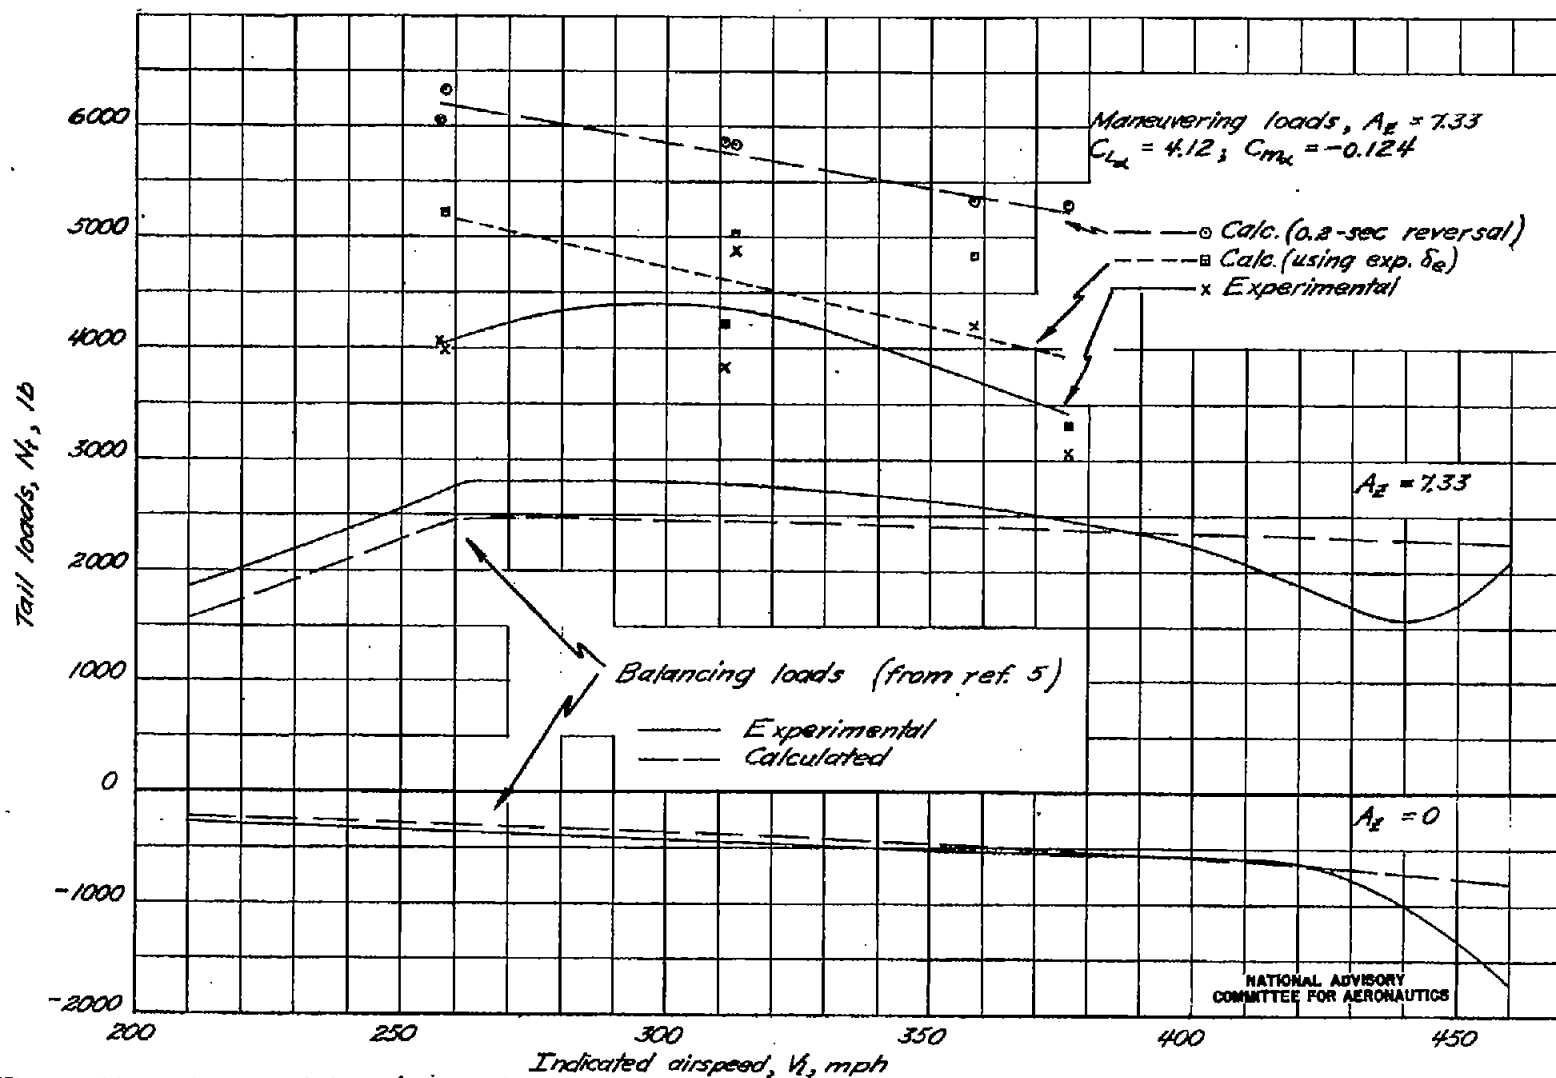 6000
5000
4000
3000
2000
1000
0
-1000
-2000
Tail loads, Nt, lb
200
250
300
350
400
450
Indicated airspeed, Vi, mph
Maneuvering loads, AZ = 7.33
CLα = 4.12; Cmα = -0.124
Calc. (0.2-sec reversal)
Calc. (using exp. δe)
x Experimental
AZ = 7.33
Balancing loads (from ref. 5)
Experimental
Calculated
AZ = 0
NATIONAL ADVISORY
COMMITTEE FOR AERONAUTICS